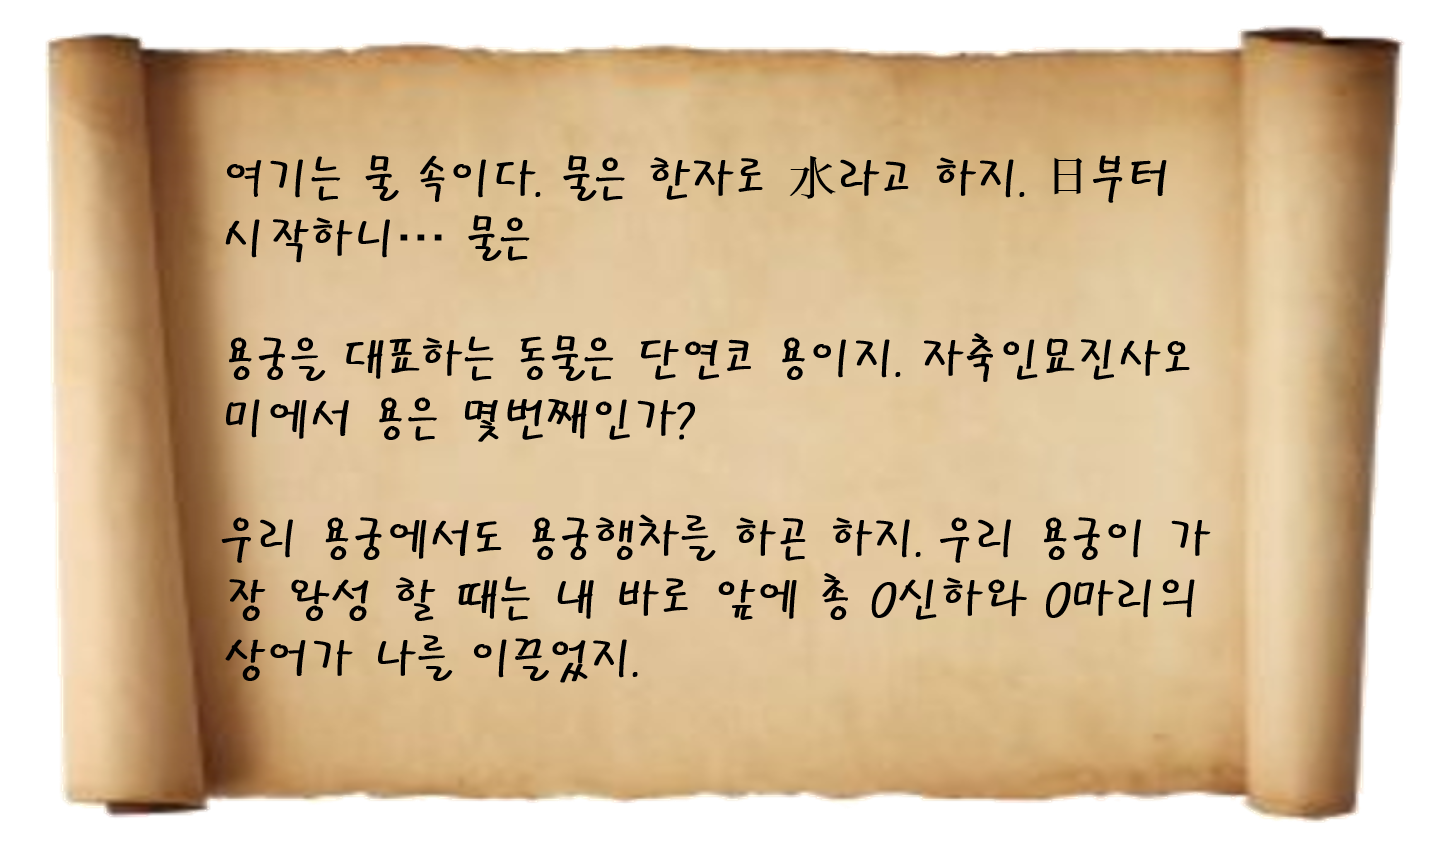 여기는 물 속이다. 물은 한자로 水라고 하지. 日부터
시작하니… 물은
용궁을 대표하는 동물은 단연코 용이지. 자축인묘진사오
미에서 용은 몇번째인가?
우리 용궁에서도 용궁행차를 하곤 하지. 우리 용궁이 가
장 왕성 할 때는 내 바로 앞에 총 0신하와 0마리의
상어가 나를 이끌었지.